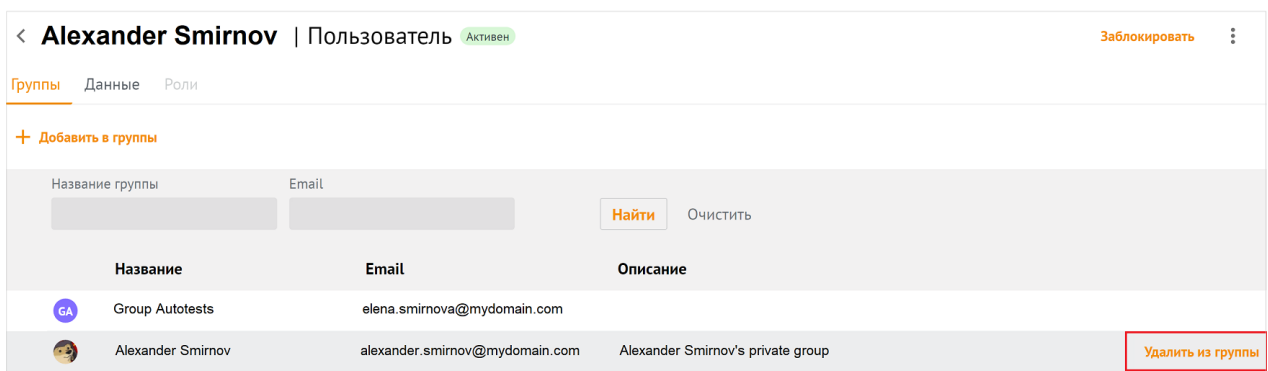 Alexander Smirnov | Пользователь Активен Заблокировать
Группы Данные Роли
+ Добавить в группы
Название группы Email
Найти Очистить
Название Email Описание
GA Group Autotests elena.smirnova@mydomain.com
Alexander Smirnov alexander.smirnov@mydomain.com Alexander Smirnov's private group Удалить из группы